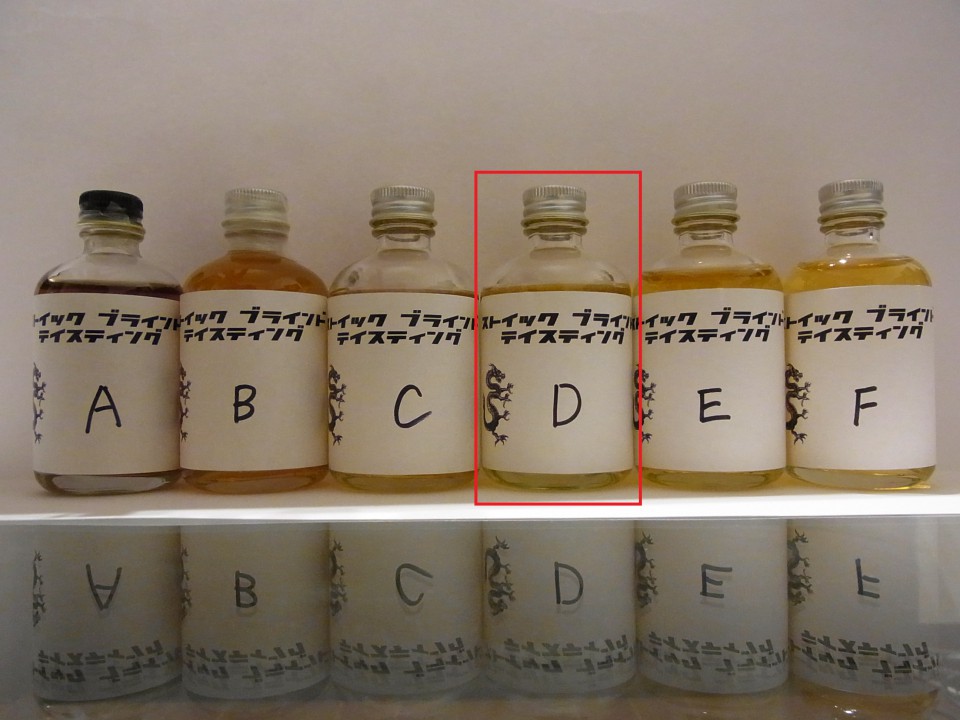 トイック ブラインド
テイスティング
A
イック ブラインド
テイスティング
B
トイック ブライン
テイスティング
C
ストイック ブライン
テイスティング
D
イック ブライン
テイスティング
E
トイック ブラインド
テイスティング
F